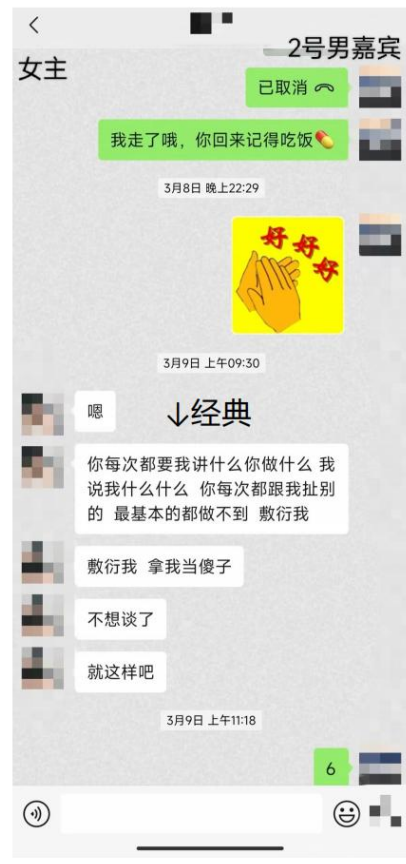 2号男嘉宾
女主
已取消
我走了哦，你回来记得吃饭💊
3月8日 晚上22:29
好好好
3月9日 上午09:30
嗯
↓经典
你每次都要我讲什么你做什么 我
说我什么什么 你每次都跟我扯别
的 最基本的都做不到 敷衍我
敷衍我 拿我当傻子
不想谈了
就这样吧
3月9日 上午11:18
6